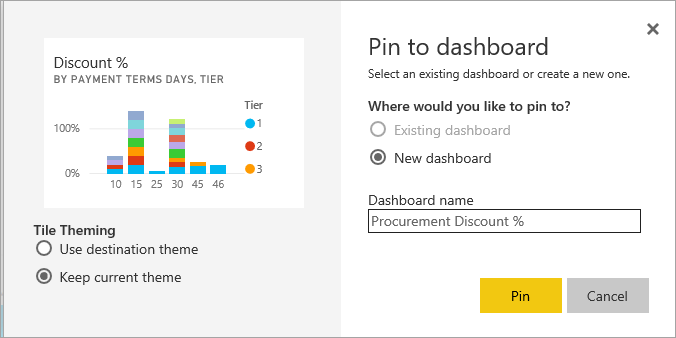 Discount %
BY PAYMENT TERMS DAYS, TIER
Tier
100%
1
2
0%
3
10 15 25 30 45 46
Tile Theming
Use destination theme
Keep current theme
Pin to dashboard
Select an existing dashboard or create a new one.
Where would you like to pin to?
Existing dashboard
New dashboard
Dashboard name
Procurement Discount %
Pin Cancel